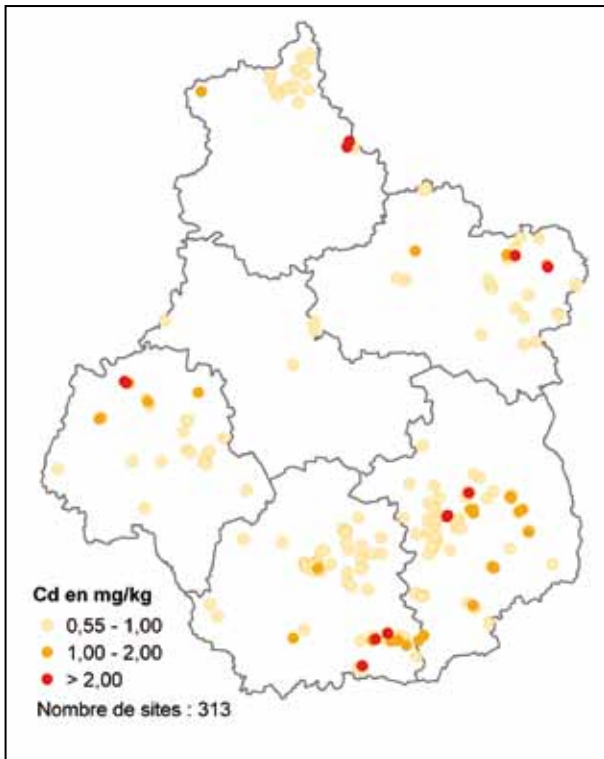 Cd en mg/kg
0,55 - 1,00
1,00 - 2,00
> 2,00
Nombre de sites : 313